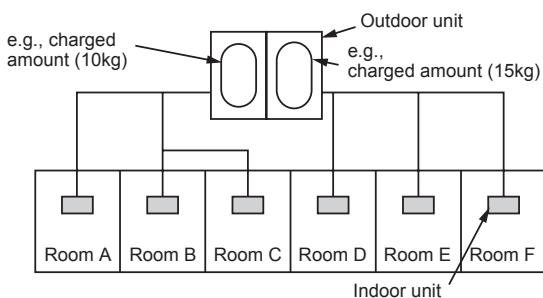 e.g., charged
amount (10kg)
Outdoor unit
e.g.,
charged amount (15kg)
Room A Room B Room C Room D Room E Room F
Indoor unit